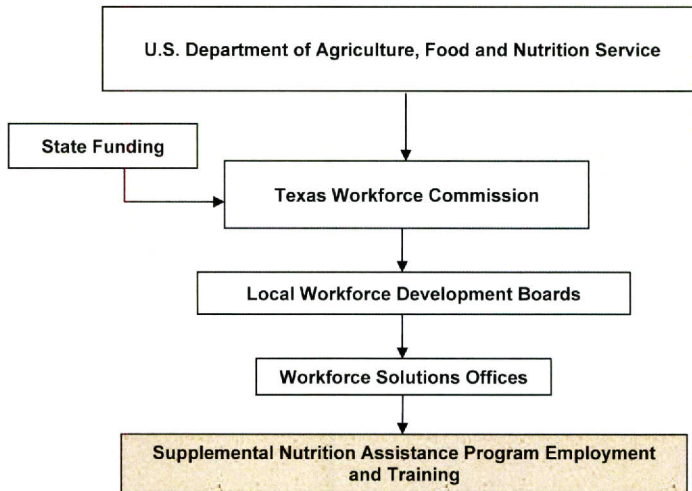 U.S. Department of Agriculture, Food and Nutrition Service
State Funding
Texas Workforce Commission
Local Workforce Development Boards
Workforce Solutions Offices
Supplemental Nutrition Assistance Program Employment
and Training